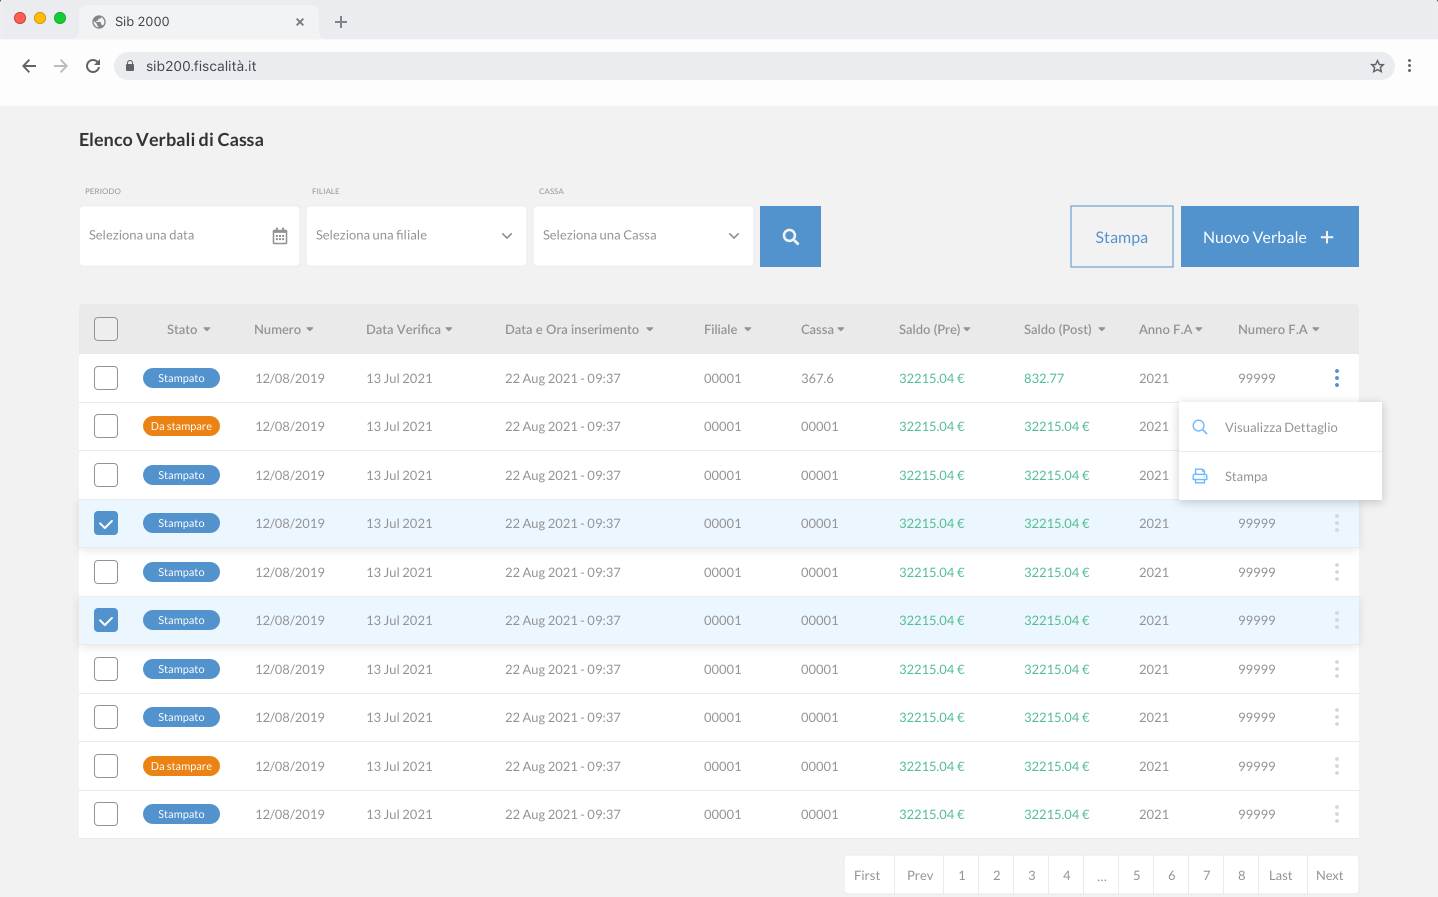 Sib 2000
sib200.fiscalità.it
Elenco Verbali di Cassa
PERIODO FILIALE CASSA
Seleziona una data Seleziona una filiale Seleziona una Cassa Stampa Nuovo Verbale +
Stato Numero Data Verifica Data e Ora inserimento Filiale Cassa Saldo (Pre) Saldo (Post) Anno F.A Numero F.A
Stampato 12/08/2019 13 Jul 2021 22 Aug 2021 - 09:37 00001 367.6 32215.04 € 832.77 2021 99999
Da stampare 12/08/2019 13 Jul 2021 22 Aug 2021 - 09:37 00001 00001 32215.04 € 32215.04 € 2021 Visualizza Dettaglio
Stampato 12/08/2019 13 Jul 2021 22 Aug 2021 - 09:37 00001 00001 32215.04 € 32215.04 € 2021 Stampa
Stampato 12/08/2019 13 Jul 2021 22 Aug 2021 - 09:37 00001 00001 32215.04 € 32215.04 € 2021 99999
Stampato 12/08/2019 13 Jul 2021 22 Aug 2021 - 09:37 00001 00001 32215.04 € 32215.04 € 2021 99999
Stampato 12/08/2019 13 Jul 2021 22 Aug 2021 - 09:37 00001 00001 32215.04 € 32215.04 € 2021 99999
Stampato 12/08/2019 13 Jul 2021 22 Aug 2021 - 09:37 00001 00001 32215.04 € 32215.04 € 2021 99999
Stampato 12/08/2019 13 Jul 2021 22 Aug 2021 - 09:37 00001 00001 32215.04 € 32215.04 € 2021 99999
Da stampare 12/08/2019 13 Jul 2021 22 Aug 2021 - 09:37 00001 00001 32215.04 € 32215.04 € 2021 99999
Stampato 12/08/2019 13 Jul 2021 22 Aug 2021 - 09:37 00001 00001 32215.04 € 32215.04 € 2021 99999
First Prev 1 2 3 4 ... 5 6 7 8 Last Next